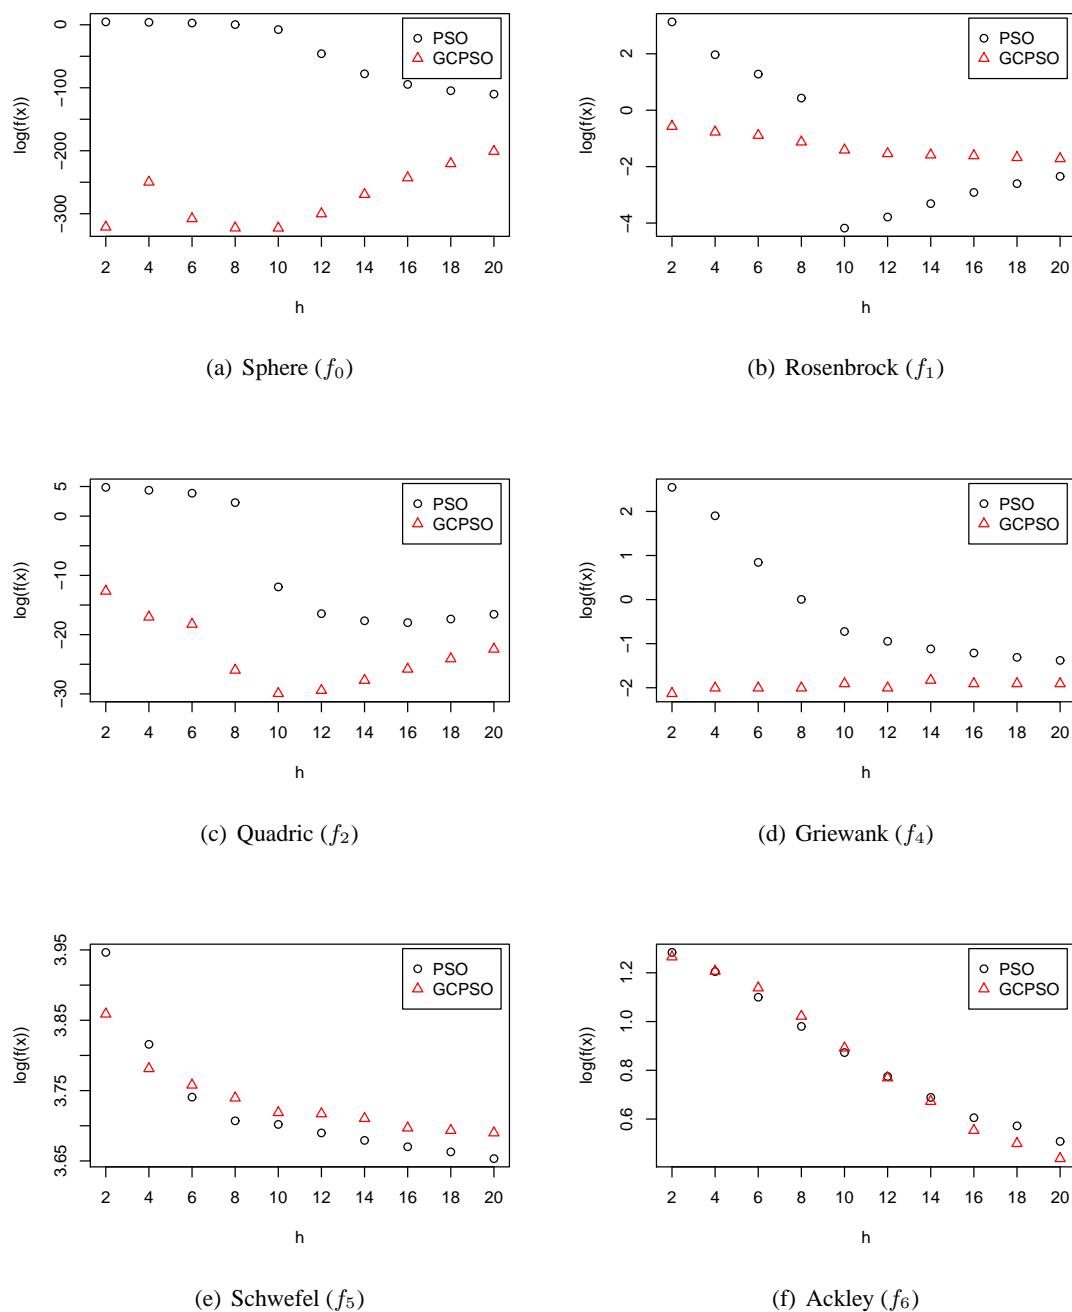 0
−100
−200
−300
log(f(x))
PSO
GCPSO
2 4 6 8 10 12 14 16 18 20
h
(a) Sphere (f0)
2
0
−2
−4
log(f(x))
PSO
GCPSO
2 4 6 8 10 12 14 16 18 20
h
(b) Rosenbrock (f1)
5
0
−10
−20
−30
log(f(x))
PSO
GCPSO
2 4 6 8 10 12 14 16 18 20
h
(c) Quadric (f2)
2
1
0
−1
−2
log(f(x))
PSO
GCPSO
2 4 6 8 10 12 14 16 18 20
h
(d) Griewank (f4)
3.95
3.85
3.75
3.65
log(f(x))
PSO
GCPSO
2 4 6 8 10 12 14 16 18 20
h
(e) Schwefel (f5)
1.2
1.0
0.8
0.6
log(f(x))
PSO
GCPSO
2 4 6 8 10 12 14 16 18 20
h
(f) Ackley (f6)